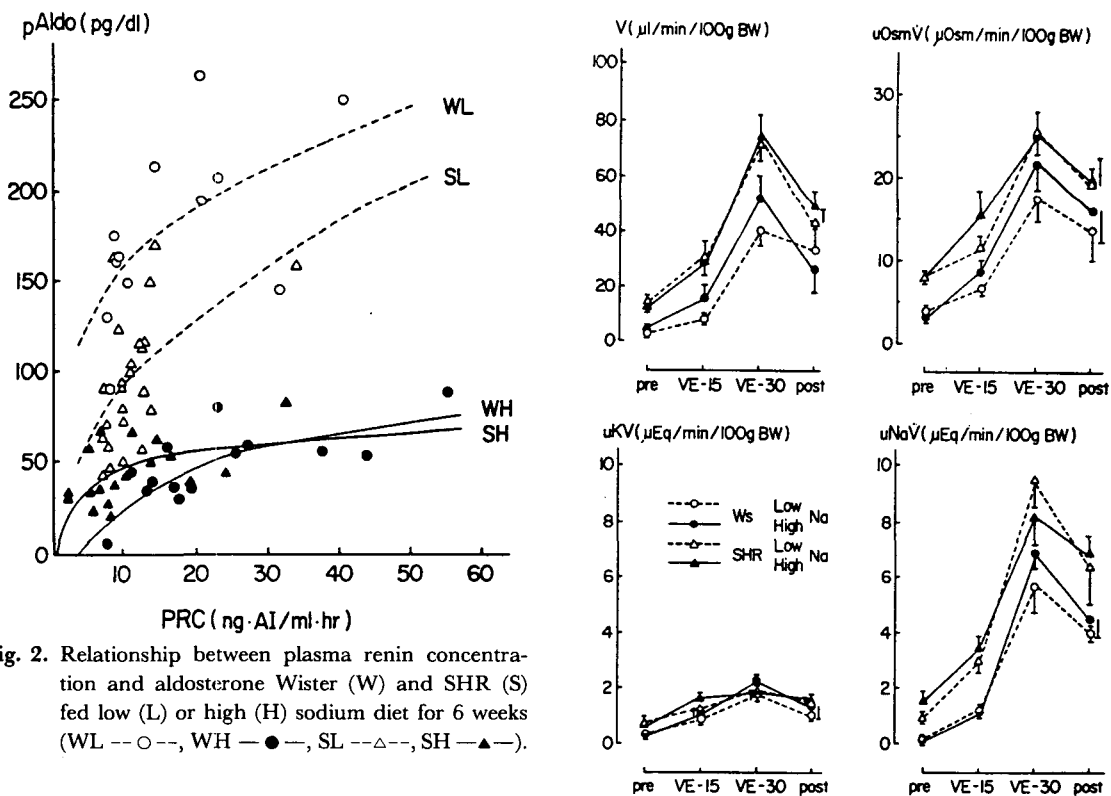 pAldo (pg/dl)
250
200
150
100
50
0
WL
SL
WH
SH
10 20 30 40 50 60
PRC (ng·AI/ml·hr)
ig. 2. Relationship between plasma renin concentra-
tion and aldosterone Wister (W) and SHR (S)
fed low (L) or high (H) sodium diet for 6 weeks
(WL --○--, WH —●—, SL --△--, SH —▲—).
V (μl/min/100g BW)
100
80
60
40
20
0
pre VE-15 VE-30 post
uOsmV̇ (μOsm/min/100g BW)
30
20
10
0
pre VE-15 VE-30 post
uKV (μEq/min/100g BW)
10
8
6
4
2
0
Ws Low Na
High
SHR Low Na
High
pre VE-15 VE-30 post
uNaV̇ (μEq/min/100g BW)
10
8
6
4
2
0
pre VE-15 VE-30 post